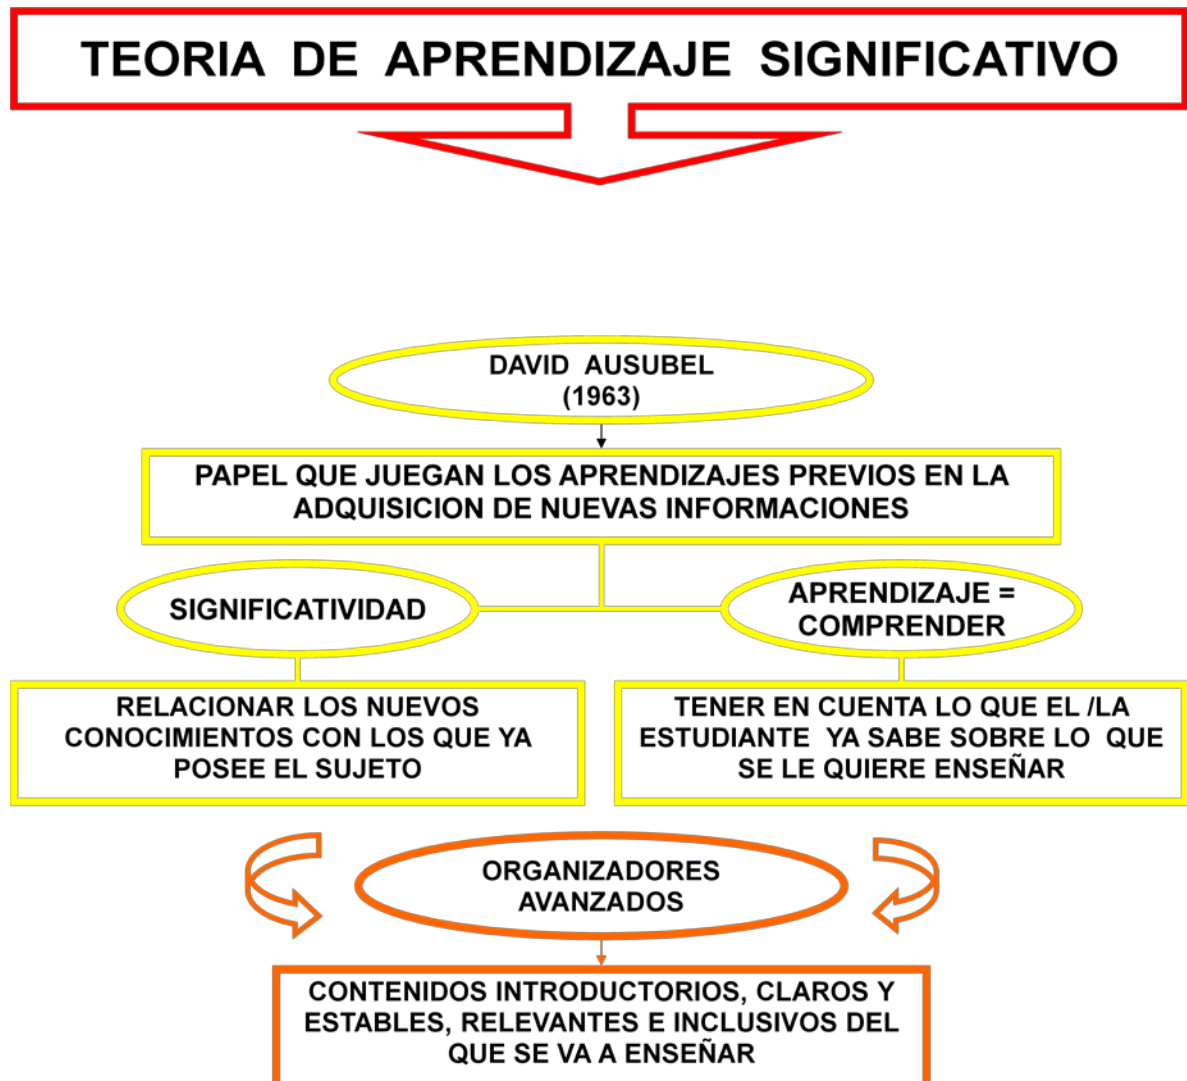 TEORIA DE APRENDIZAJE SIGNIFICATIVO
DAVID AUSUBEL
(1963)
PAPEL QUE JUEGAN LOS APRENDIZAJES PREVIOS EN LA
ADQUISICION DE NUEVAS INFORMACIONES
SIGNIFICATIVIDAD
APRENDIZAJE =
COMPRENDER
RELACIONAR LOS NUEVOS
CONOCIMIENTOS CON LOS QUE YA
POSEE EL SUJETO
TENER EN CUENTA LO QUE EL /LA
ESTUDIANTE YA SABE SOBRE LO QUE
SE LE QUIERE ENSEÑAR
ORGANIZADORES
AVANZADOS
CONTENIDOS INTRODUCTORIOS, CLAROS Y
ESTABLES, RELEVANTES E INCLUSIVOS DEL
QUE SE VA A ENSEÑAR